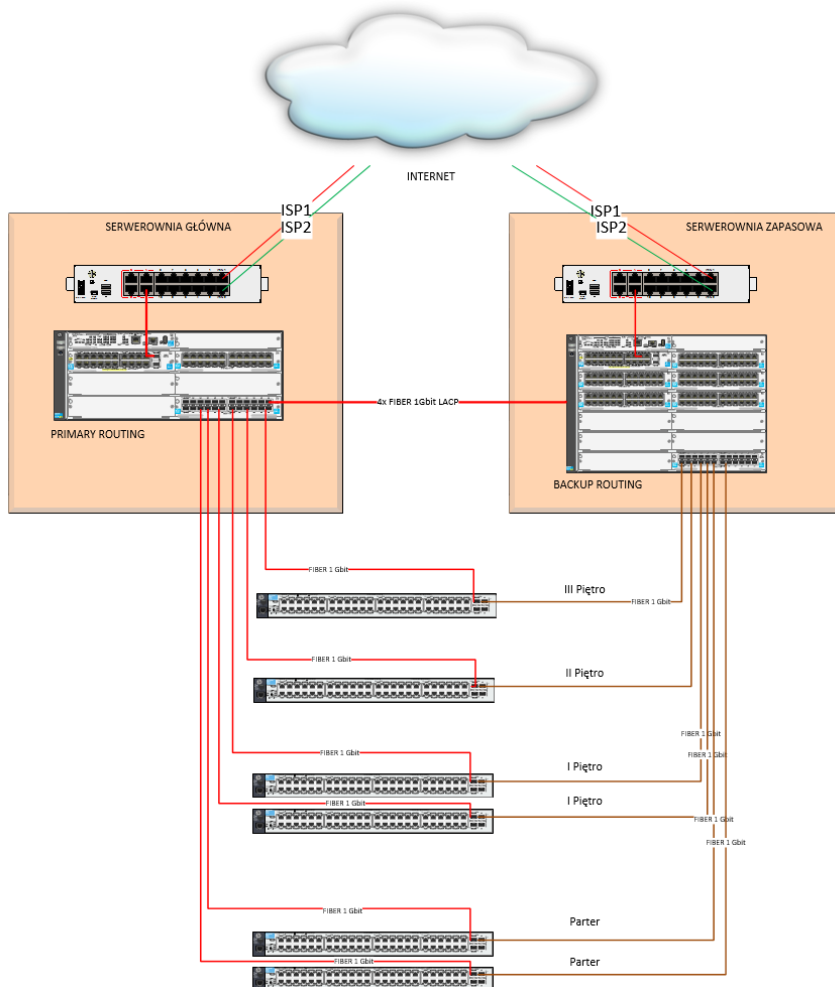 INTERNET
ISP1
ISP2
ISP1
ISP2
SERWEROWNIA GŁÓWNA
SERWEROWNIA ZAPASOWA
4x FIBER 1Gbit LACP
PRIMARY ROUTING
BACKUP ROUTING
FIBER 1 Gbit
III Piętro
FIBER 1 Gbit
FIBER 1 Gbit
II Piętro
FIBER 1 Gbit
FIBER 1 Gbit
FIBER 1 Gbit
I Piętro
FIBER 1 Gbit
I Piętro
FIBER 1 Gbit
FIBER 1 Gbit
FIBER 1 Gbit
Parter
FIBER 1 Gbit
Parter